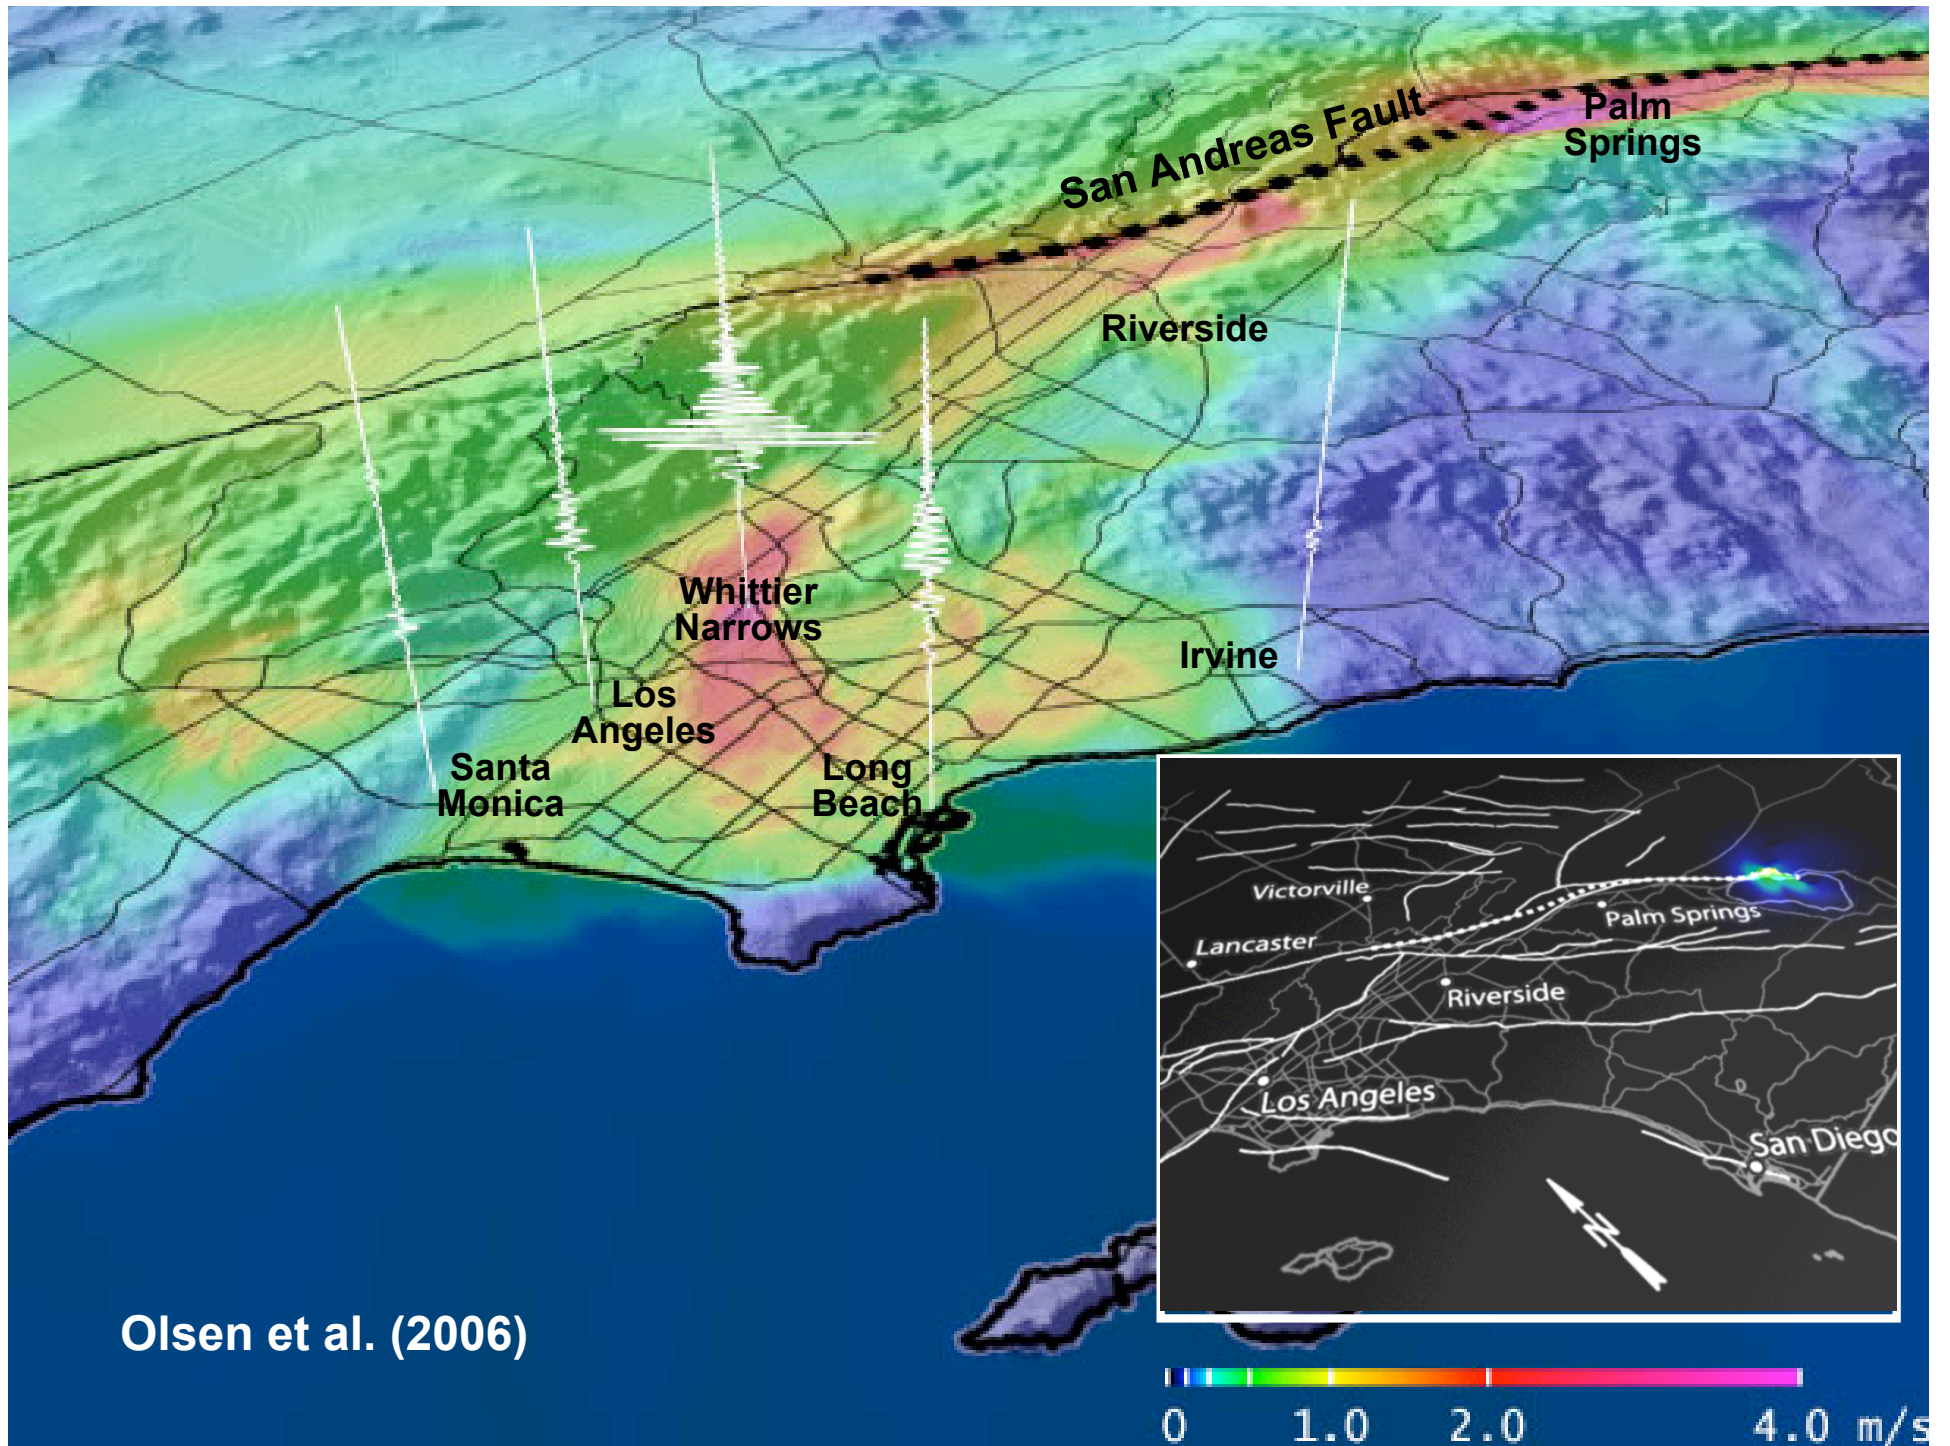 San Andreas Fault
Palm
Springs
Riverside
Whittier
Narrows
Irvine
Los
Angeles
Santa
Monica
Long
Beach
Victorville
Palm Springs
Lancaster
Riverside
Los Angeles
San Diego
N
Olsen et al. (2006)
0 1.0 2.0 4.0 m/s